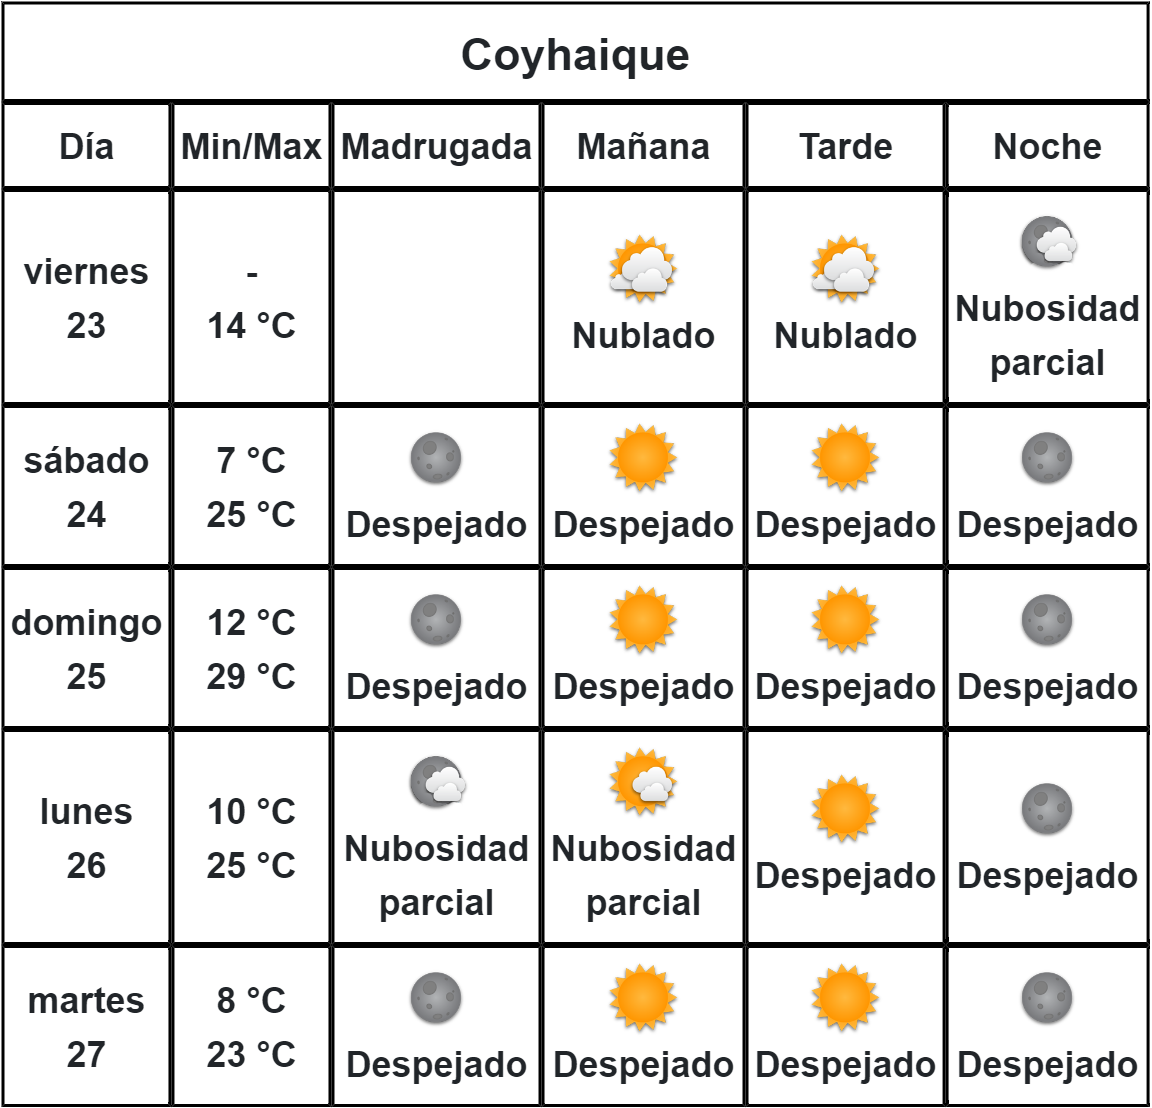 Coyhaique
Día Min/Max Madrugada Mañana Tarde Noche
viernes
23
-
14 °C
Nublado
Nublado
Nubosidad
parcial
sábado
24
7 °C
25 °C
Despejado
Despejado
Despejado
Despejado
domingo
25
12 °C
29 °C
Despejado
Despejado
Despejado
Despejado
lunes
26
10 °C
25 °C
Nubosidad
parcial
Nubosidad
parcial
Despejado
Despejado
martes
27
8 °C
23 °C
Despejado
Despejado
Despejado
Despejado